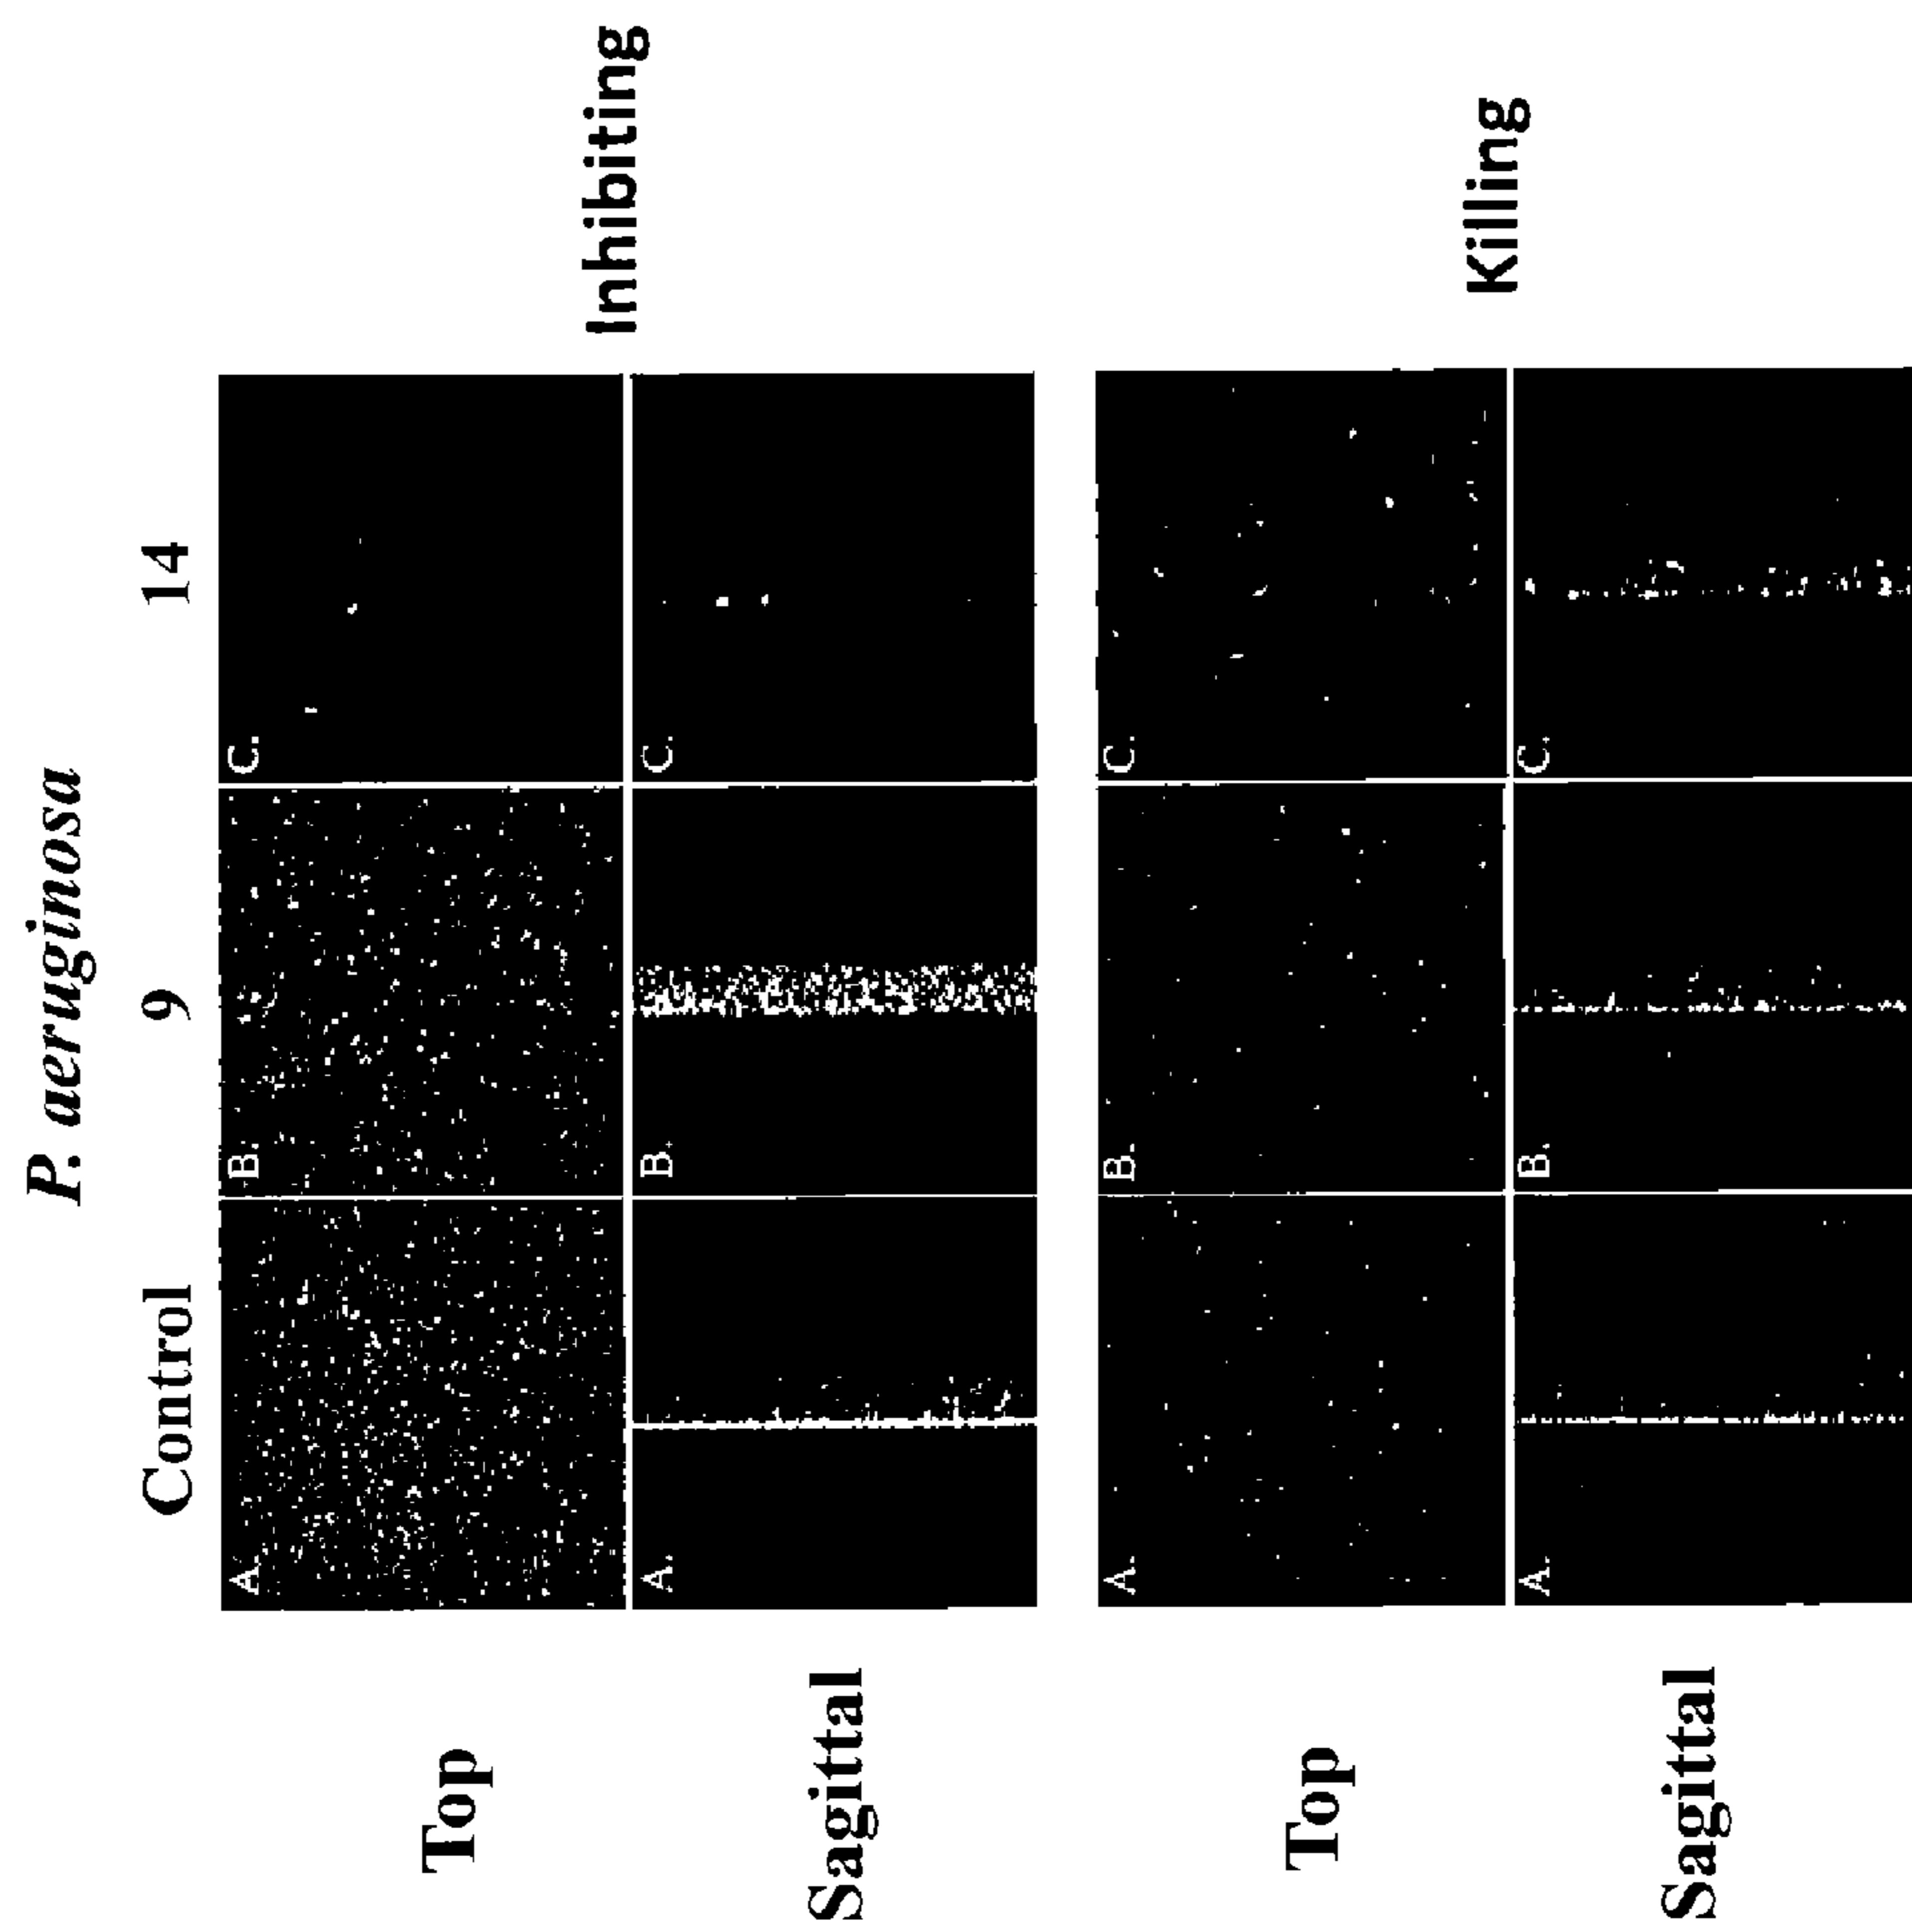 P. aeruginosa
Control 9 14
Top A. B. C.
Inhibiting
Sagittal A. B. C.
Top A. B. C.
Killing
Sagittal A. B. C.